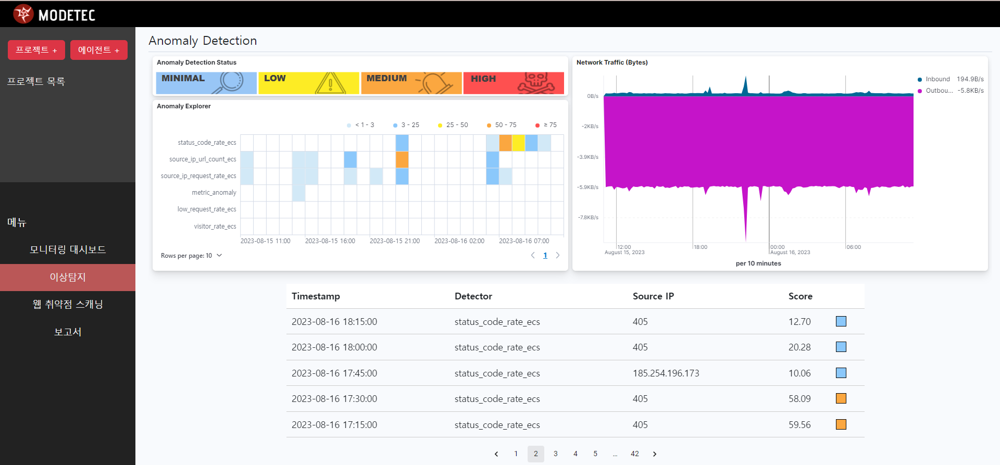 MODETEC
프로젝트 +
에이전트 +
프로젝트 목록
메뉴
모니터링 대시보드
이상탐지
웹 취약점 스캐닝
보고서
Anomaly Detection
Anomaly Detection Status
MINIMAL
LOW
MEDIUM
HIGH
Anomaly Explorer
< 1 - 3
3 - 25
25 - 50
50 - 75
≥ 75
status_code_rate_ecs
source_ip_url_count_ecs
source_ip_request_rate_ecs
metric_anomaly
low_request_rate_ecs
visitor_rate_ecs
2023-08-15 11:00
2023-08-15 16:00
2023-08-15 21:00
2023-08-16 02:00
2023-08-16 07:00
Rows per page: 10
1
Network Traffic (Bytes)
Inbound 194.9B/s
Outbou... -5.8KB/s
0B/s
-2KB/s
-3.9KB/s
-5.9KB/s
-7.8KB/s
12:00
August 15, 2023
18:00
00:00
August 16, 2023
06:00
per 10 minutes
Timestamp Detector Source IP Score
2023-08-16 18:15:00 status_code_rate_ecs 405 12.70
2023-08-16 18:00:00 status_code_rate_ecs 405 20.28
2023-08-16 17:45:00 status_code_rate_ecs 185.254.196.173 10.06
2023-08-16 17:30:00 status_code_rate_ecs 405 58.09
2023-08-16 17:15:00 status_code_rate_ecs 405 59.56
‹ 1 2 3 4 5 ... 42 ›